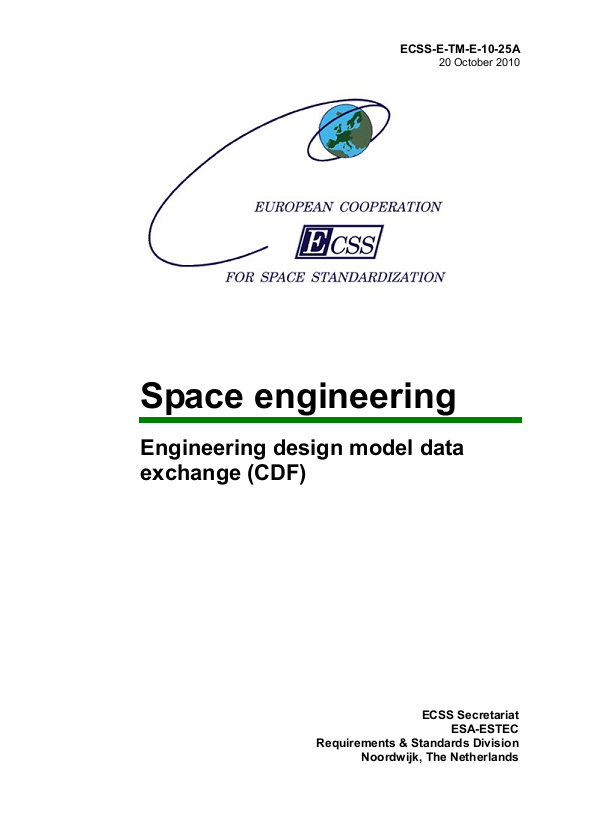 ECSS-E-TM-E-10-25A
20 October 2010
EUROPEAN COOPERATION
ECSS
FOR SPACE STANDARDIZATION
Space engineering
Engineering design model data
exchange (CDF)
ECSS Secretariat
ESA-ESTEC
Requirements & Standards Division
Noordwijk, The Netherlands